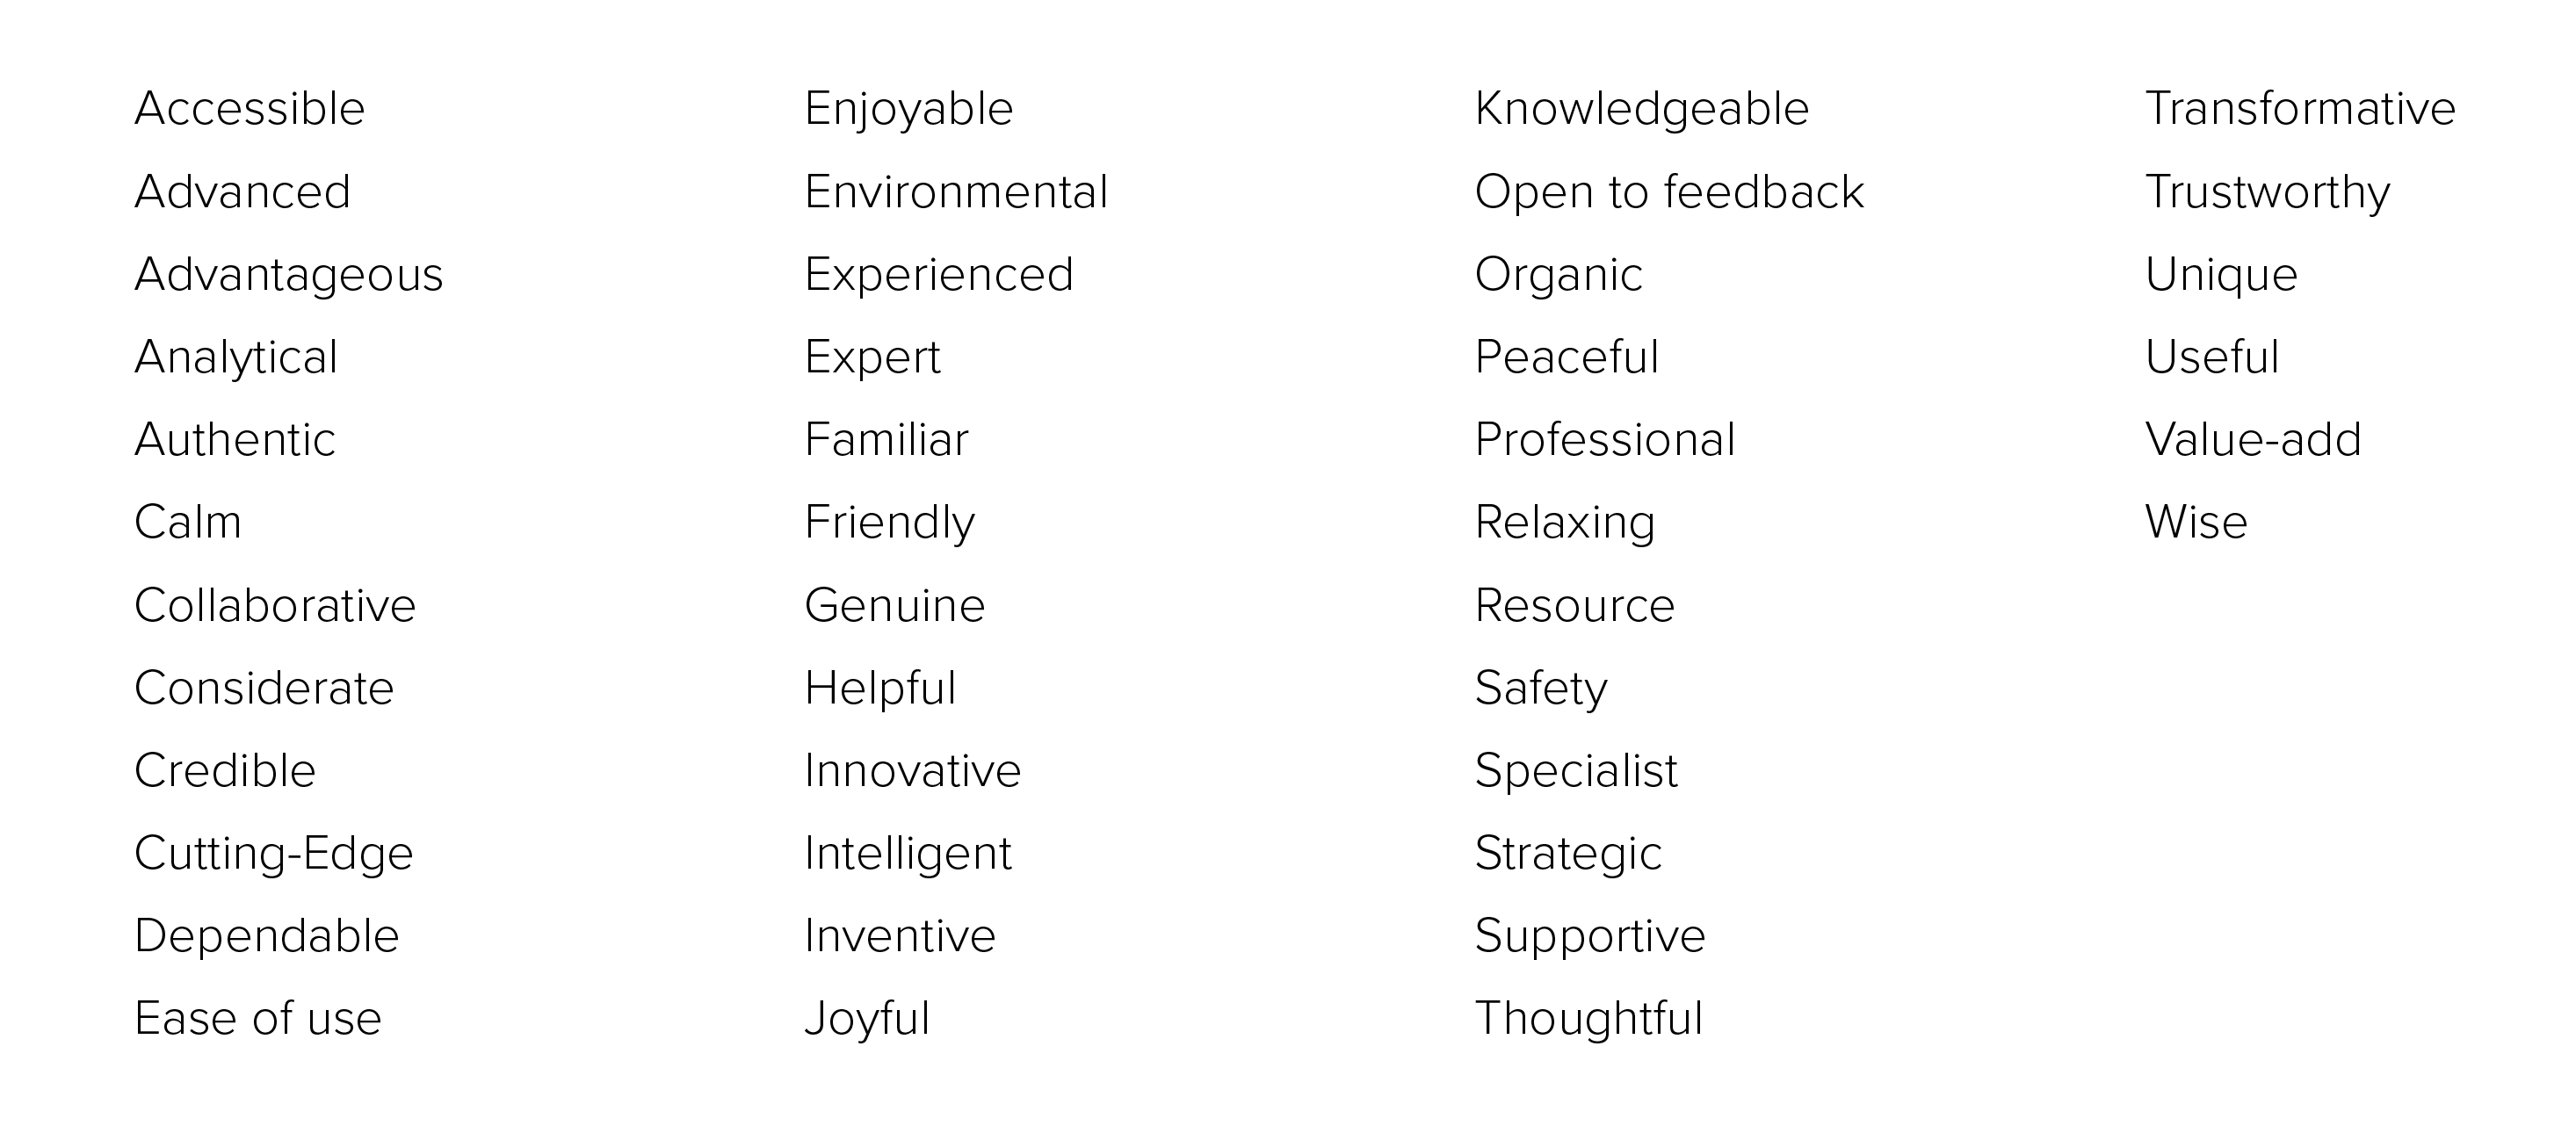 Accessible
Advanced
Advantageous
Analytical
Authentic
Calm
Collaborative
Considerate
Credible
Cutting-Edge
Dependable
Ease of use
Enjoyable
Environmental
Experienced
Expert
Familiar
Friendly
Genuine
Helpful
Innovative
Intelligent
Inventive
Joyful
Knowledgeable
Open to feedback
Organic
Peaceful
Professional
Relaxing
Resource
Safety
Specialist
Strategic
Supportive
Thoughtful
Transformative
Trustworthy
Unique
Useful
Value-add
Wise